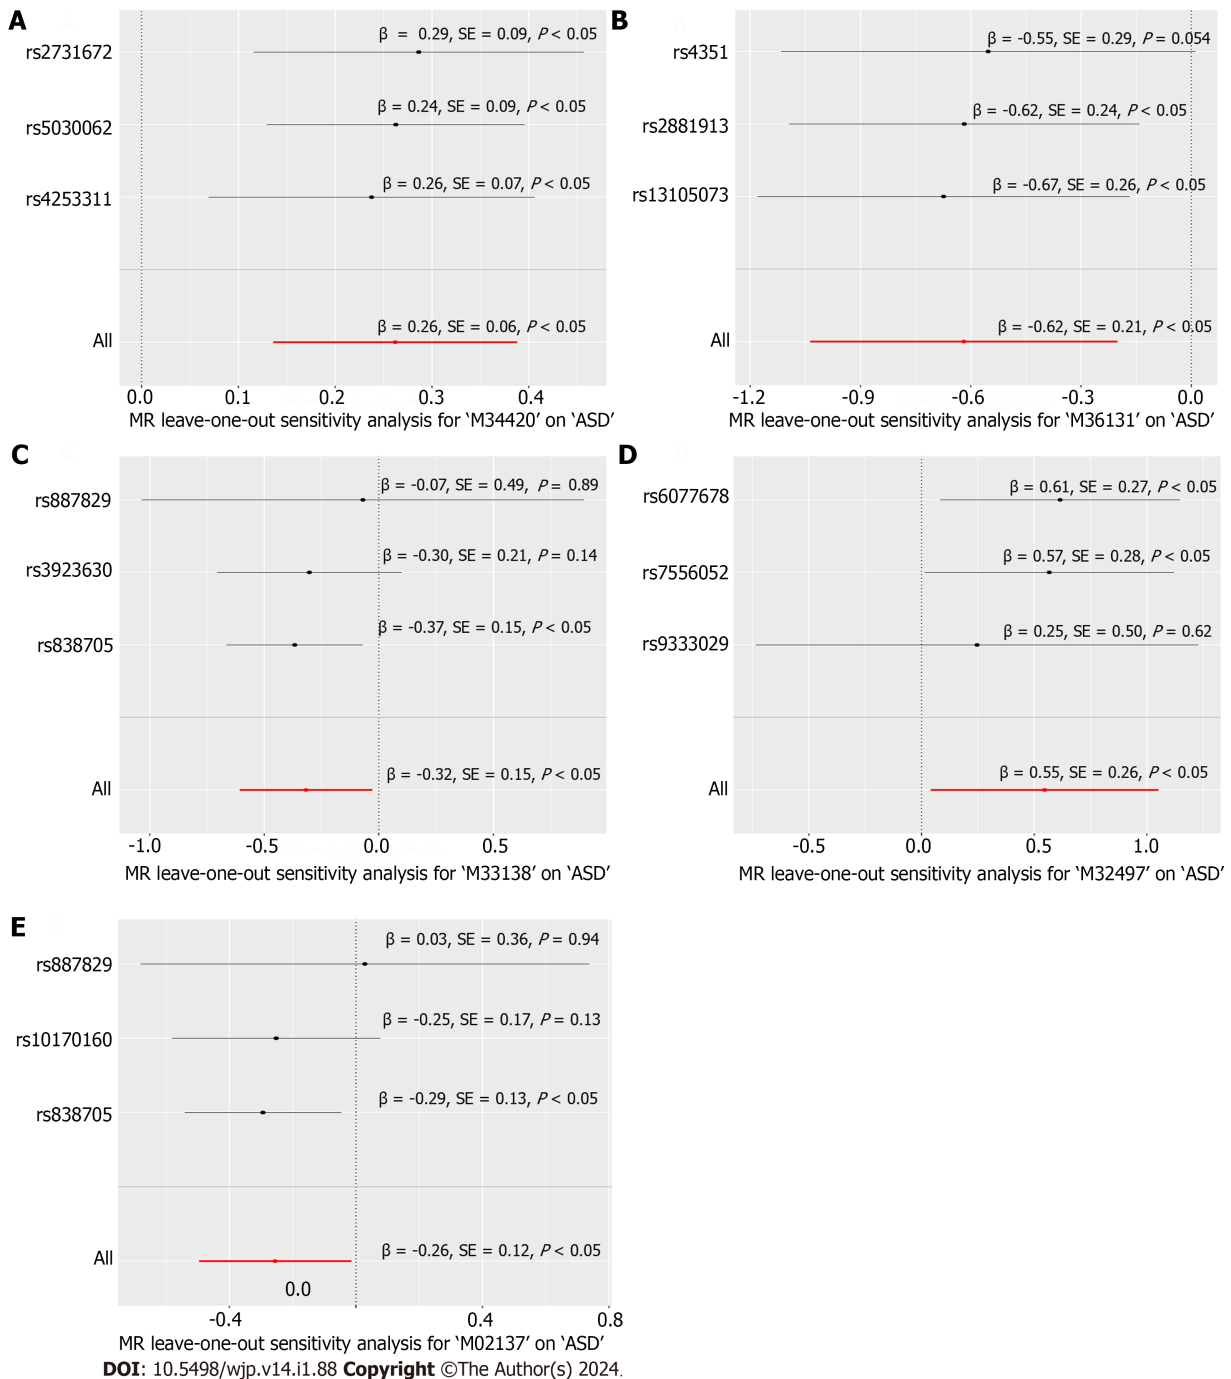 A
rs2731672
β = 0.29, SE = 0.09, P < 0.05
rs5030062
β = 0.24, SE = 0.09, P < 0.05
rs4253311
β = 0.26, SE = 0.07, P < 0.05
All
β = 0.26, SE = 0.06, P < 0.05
0.0 0.1 0.2 0.3 0.4
MR leave-one-out sensitivity analysis for ‘M34420’ on ‘ASD’
B
rs4351
β = -0.55, SE = 0.29, P = 0.054
rs2881913
β = -0.62, SE = 0.24, P < 0.05
rs13105073
β = -0.67, SE = 0.26, P < 0.05
All
β = -0.62, SE = 0.21, P < 0.05
-1.2 -0.9 -0.6 -0.3 0.0
MR leave-one-out sensitivity analysis for ‘M36131’ on ‘ASD’
C
rs887829
β = -0.07, SE = 0.49, P = 0.89
rs3923630
β = -0.30, SE = 0.21, P = 0.14
rs838705
β = -0.37, SE = 0.15, P < 0.05
All
β = -0.32, SE = 0.15, P < 0.05
-1.0 -0.5 0.0 0.5
MR leave-one-out sensitivity analysis for ‘M33138’ on ‘ASD’
D
rs6077678
β = 0.61, SE = 0.27, P < 0.05
rs7556052
β = 0.57, SE = 0.28, P < 0.05
rs9333029
β = 0.25, SE = 0.50, P = 0.62
All
β = 0.55, SE = 0.26, P < 0.05
-0.5 0.0 0.5 1.0
MR leave-one-out sensitivity analysis for ‘M32497’ on ‘ASD’
E
rs887829
β = 0.03, SE = 0.36, P = 0.94
rs10170160
β = -0.25, SE = 0.17, P = 0.13
rs838705
β = -0.29, SE = 0.13, P < 0.05
All
β = -0.26, SE = 0.12, P < 0.05
0.0
-0.4 0.4 0.8
MR leave-one-out sensitivity analysis for ‘M02137’ on ‘ASD’
DOI: 10.5498/wjp.v14.i1.88 Copyright ©The Author(s) 2024.